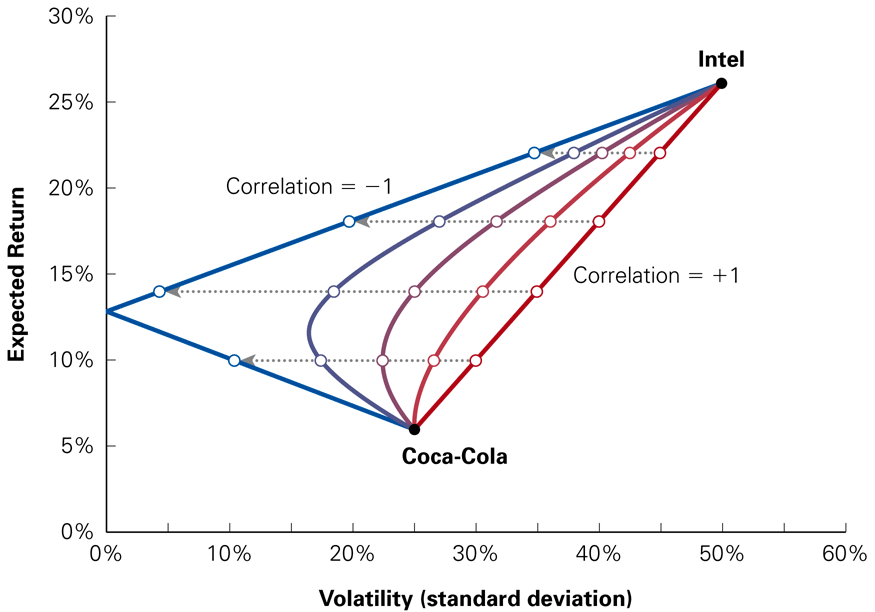 30%
Intel
25%
20%
Correlation = −1
15%
Correlation = +1
10%
5%
Coca-Cola
0%
0% 10% 20% 30% 40% 50% 60%
Expected Return
Volatility (standard deviation)